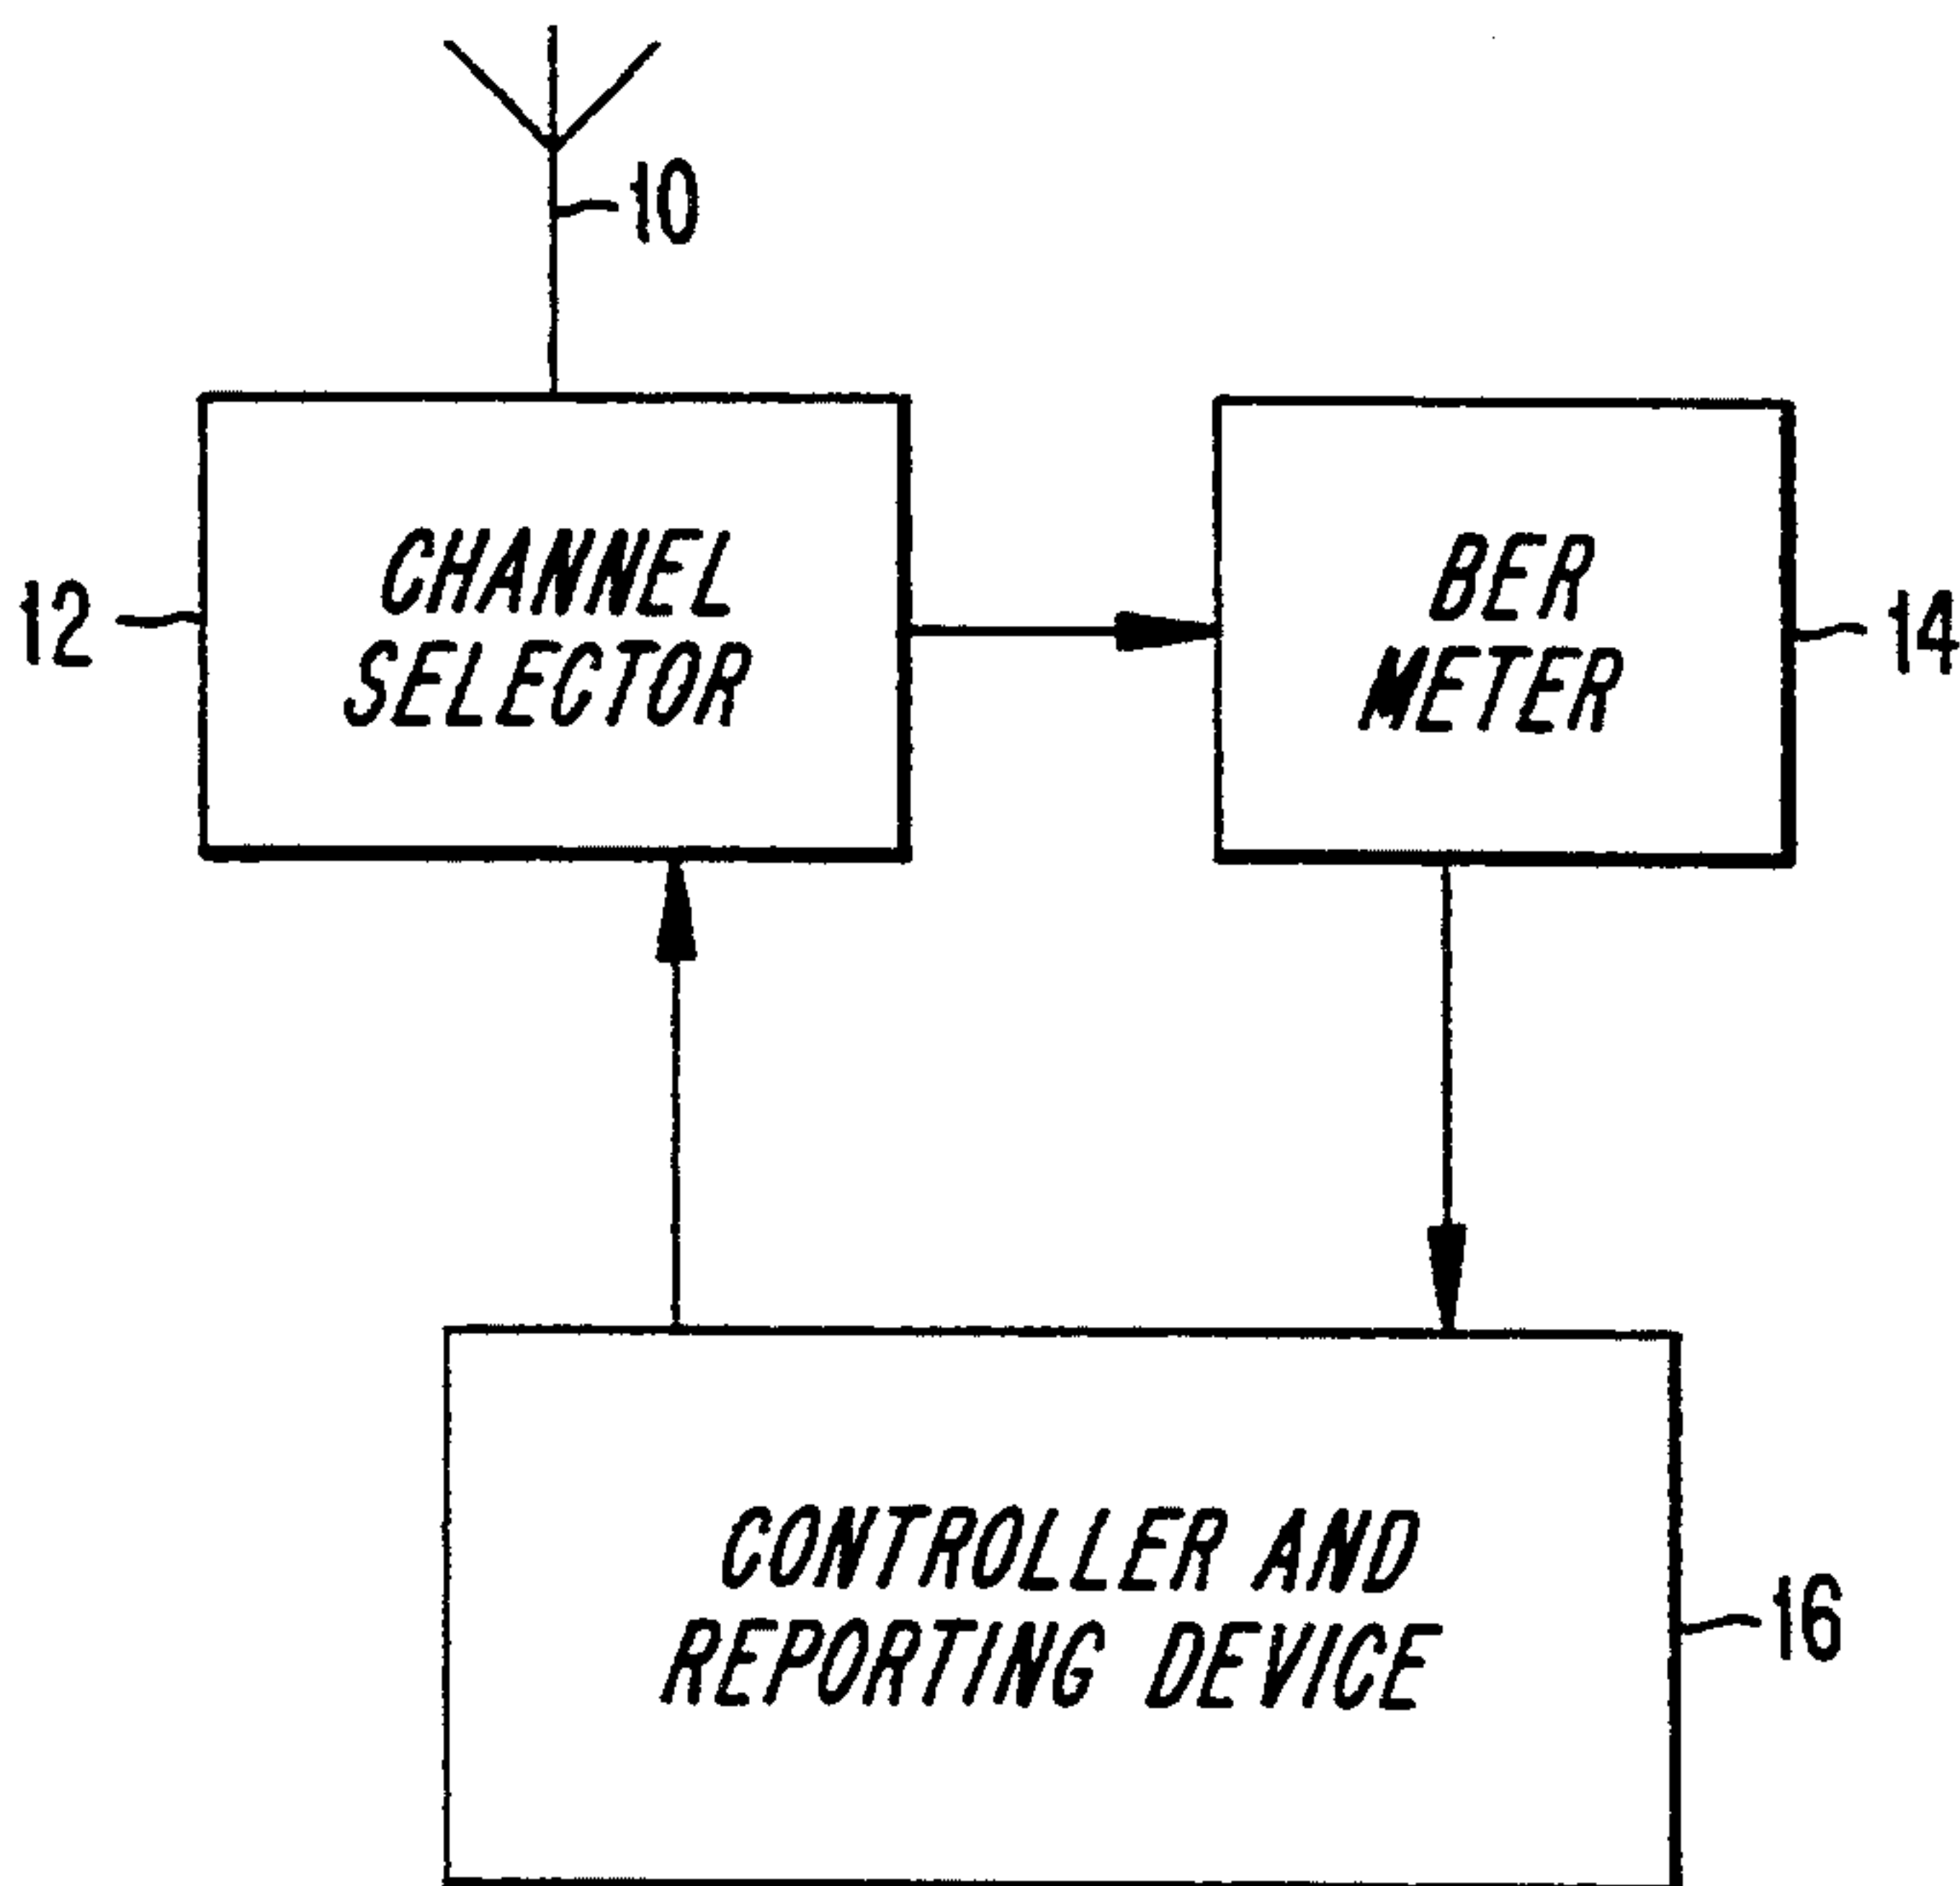 10
12
CHANNEL
SELECTOR
BER
METER
14
CONTROLLER AND
REPORTING DEVICE
16